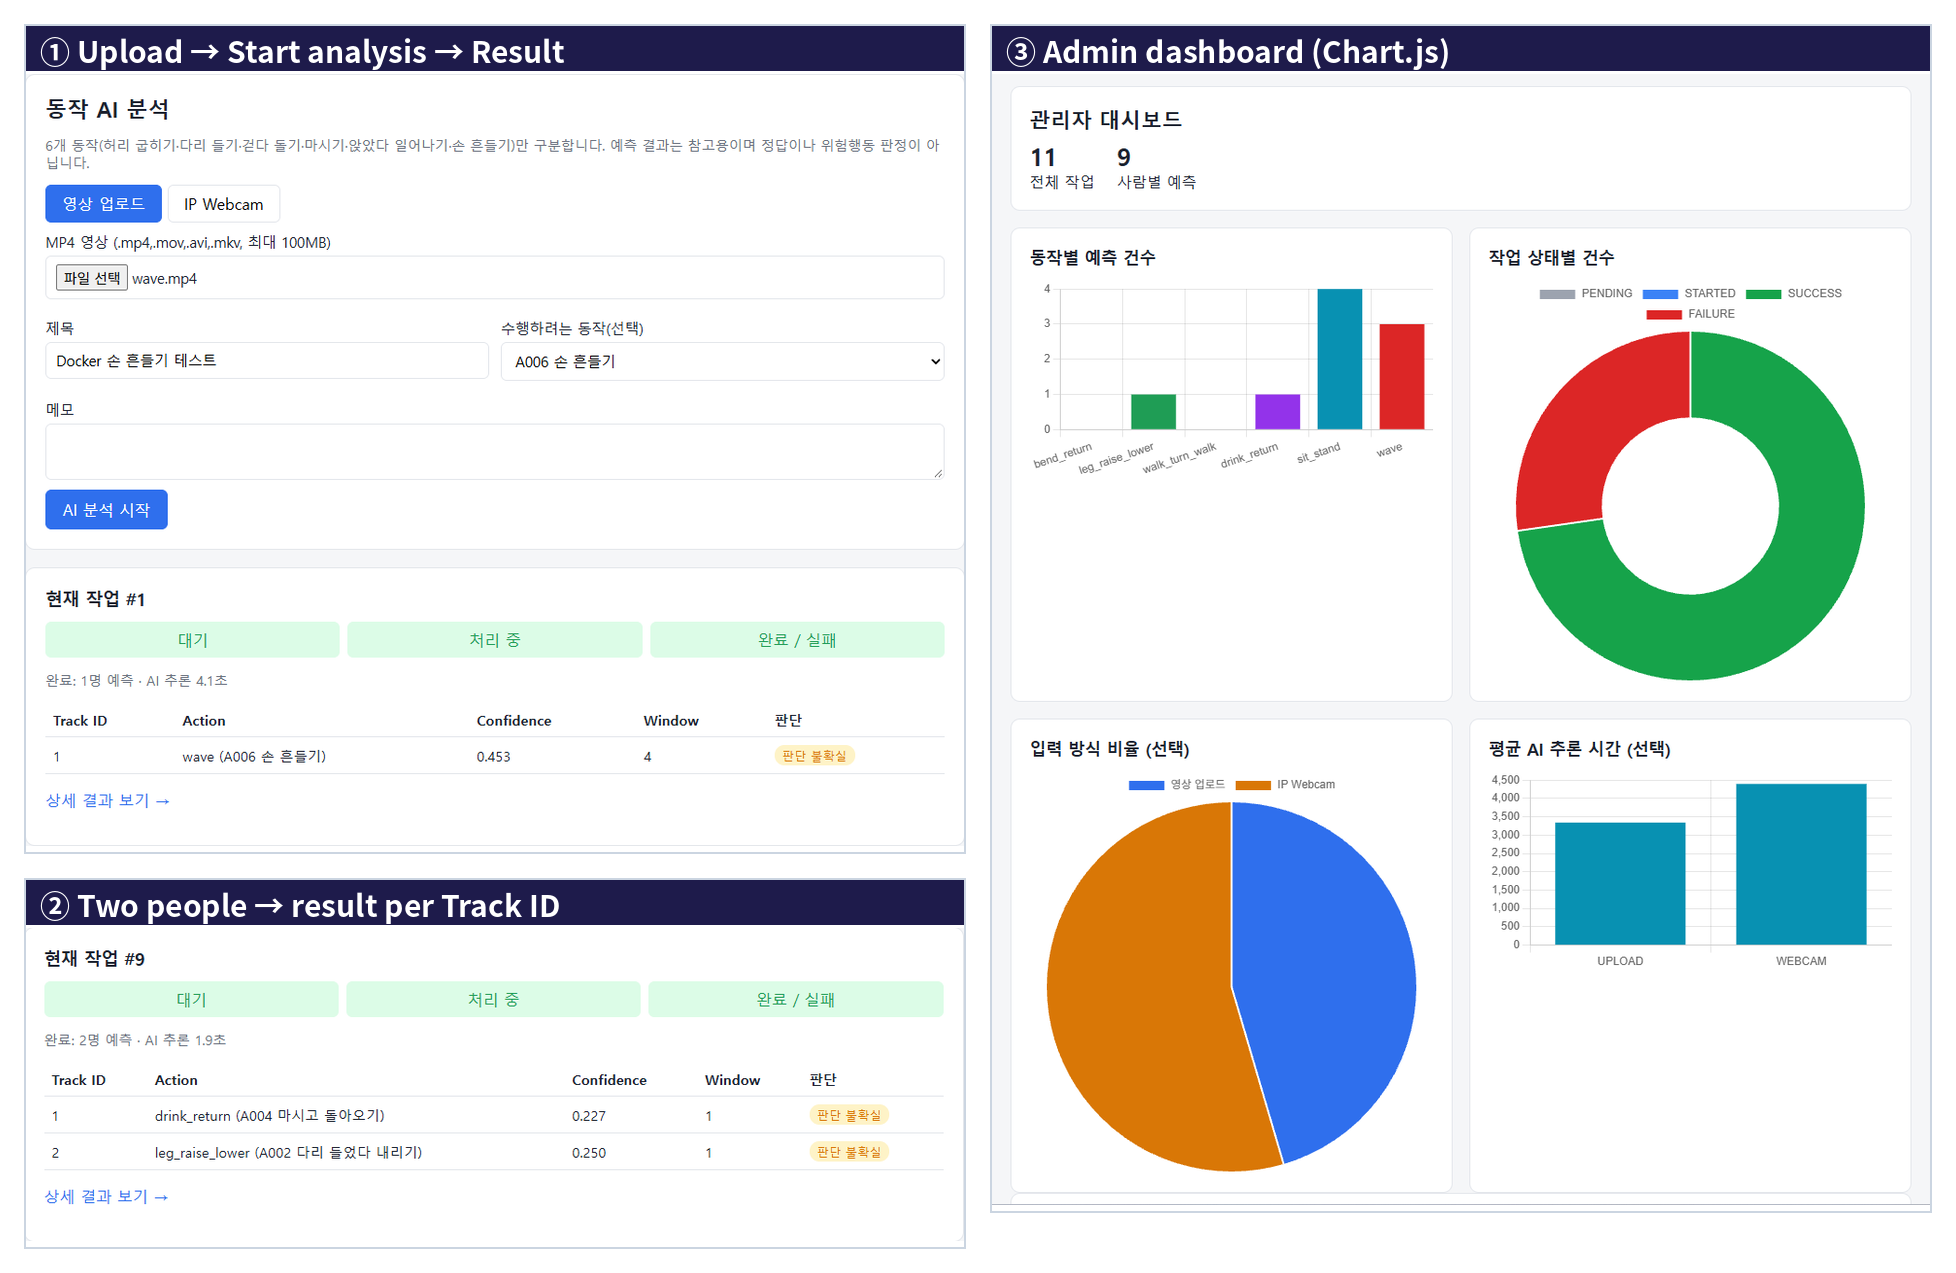 ① Upload → Start analysis → Result
동작 AI 분석
6개 동작(허리 굽히기·다리 들기·걷다 돌기·마시기·앉았다 일어나기·손 흔들기)만 구분합니다. 예측 결과는 참고용이며 정답이나 위험행동 판정이 아
닙니다.
영상 업로드 IP Webcam
MP4 영상 (.mp4,.mov,.avi,.mkv, 최대 100MB)
파일 선택 wave.mp4
제목 수행하려는 동작(선택)
Docker 손 흔들기 테스트 A006 손 흔들기
메모
AI 분석 시작
현재 작업 #1
대기 처리 중 완료 / 실패
완료: 1명 예측 · AI 추론 4.1초
Track ID Action Confidence Window 판단
1 wave (A006 손 흔들기) 0.453 4 판단 불확실
상세 결과 보기 →
② Two people → result per Track ID
현재 작업 #9
대기 처리 중 완료 / 실패
완료: 2명 예측 · AI 추론 1.9초
Track ID Action Confidence Window 판단
1 drink_return (A004 마시고 돌아오기) 0.227 1 판단 불확실
2 leg_raise_lower (A002 다리 들었다 내리기) 0.250 1 판단 불확실
상세 결과 보기 →
③ Admin dashboard (Chart.js)
관리자 대시보드
11 9
전체 작업 사람별 예측
동작별 예측 건수
4
3
2
1
0
bend_return leg_raise_lower walk_turn_walk drink_return sit_stand wave
작업 상태별 건수
PENDING STARTED SUCCESS
FAILURE
입력 방식 비율 (선택)
영상 업로드 IP Webcam
평균 AI 추론 시간 (선택)
4,500
4,000
3,500
3,000
2,500
2,000
1,500
1,000
500
0
UPLOAD WEBCAM